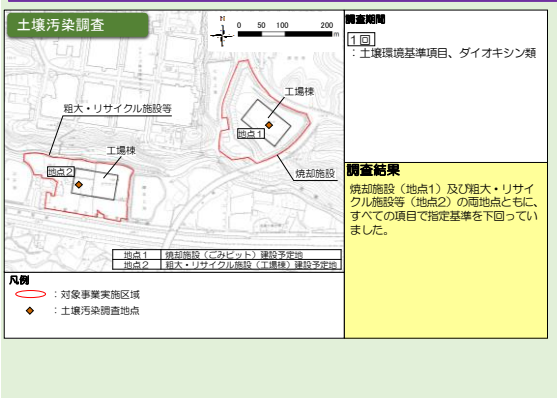 土壌汚染調査
N
0 50 100 200
m
工場棟
粗大・リサイクル施設等
地点1
工場棟
地点2
焼却施設
地点1 焼却施設（ごみピット）建設予定地
地点2 粗大・リサイクル施設（工場棟）建設予定地
凡例
：対象事業実施区域
：土壌汚染調査地点
調査期間
1回
：土壌環境基準項目、ダイオキシン類
調査結果
焼却施設（地点1）及び粗大・リサイ
クル施設等（地点2）の両地点ともに、
すべての項目で指定基準を下回ってい
ました。